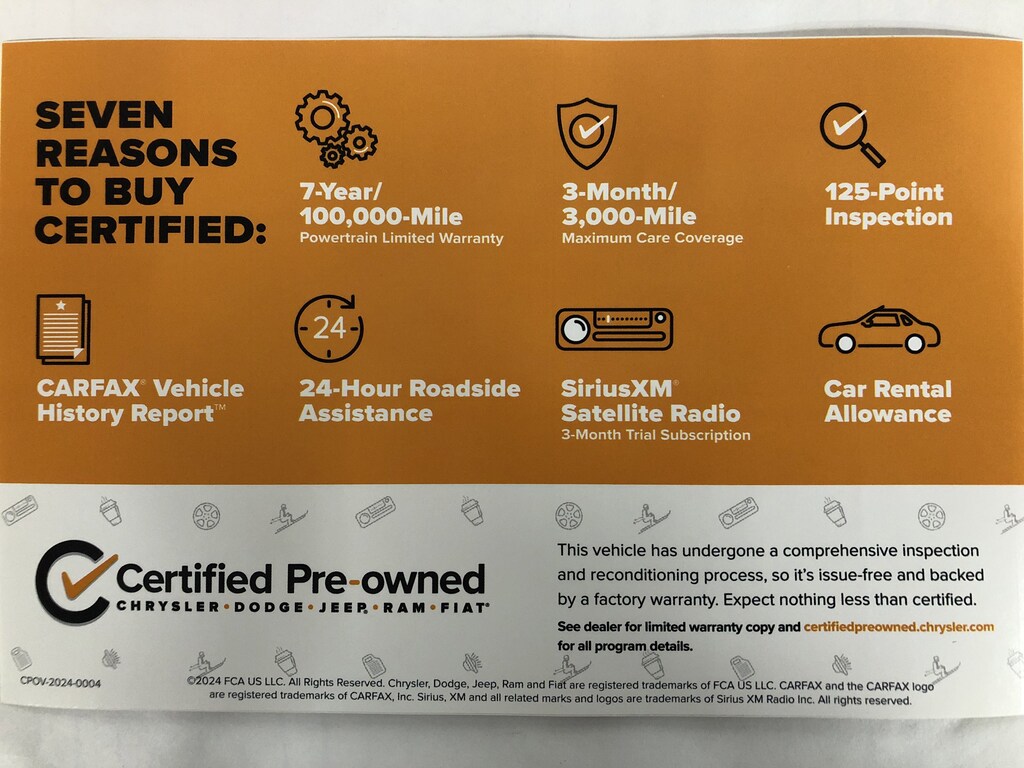 SEVEN
REASONS
TO BUY
CERTIFIED:
7-Year/
100,000-Mile
Powertrain Limited Warranty
3-Month/
3,000-Mile
Maximum Care Coverage
125-Point
Inspection
CARFAX® Vehicle
History Report™
24
24-Hour Roadside
Assistance
SiriusXM®
Satellite Radio
3-Month Trial Subscription
Car Rental
Allowance
Certified Pre-owned
CHRYSLER • DODGE • JEEP® • RAM • FIAT®
This vehicle has undergone a comprehensive inspection
and reconditioning process, so it's issue-free and backed
by a factory warranty. Expect nothing less than certified.
See dealer for limited warranty copy and certifiedpreowned.chrysler.com
for all program details.
CPOV-2024-0004
©2024 FCA US LLC. All Rights Reserved. Chrysler, Dodge, Jeep, Ram and Fiat are registered trademarks of FCA US LLC. CARFAX and the CARFAX logo
are registered trademarks of CARFAX, Inc. Sirius, XM and all related marks and logos are trademarks of Sirius XM Radio Inc. All rights reserved.